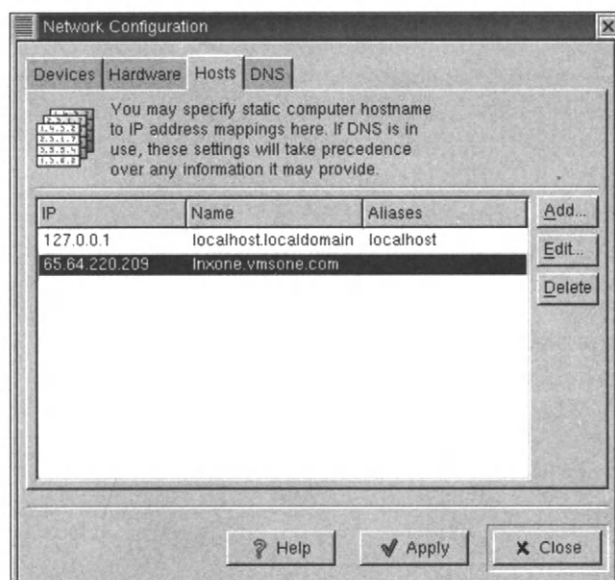 Network Configuration
Devices Hardware Hosts DNS
You may specify static computer hostname
to IP address mappings here. If DNS is in
use, these settings will take precedence
over any information it may provide.
IP Name Aliases
127.0.0.1 localhost.localdomain localhost
65.64.220.209 lnxone.vmsone.com
Add...
Edit...
Delete
Help Apply Close